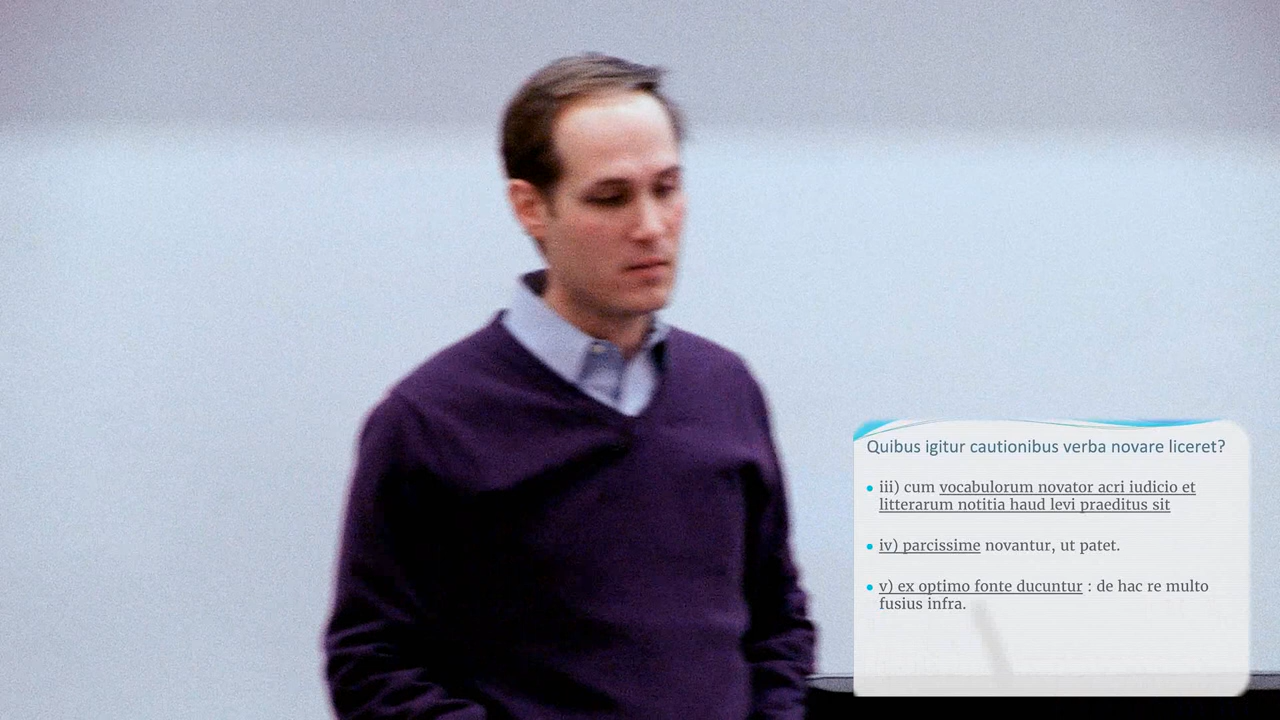 Quibus igitur cautionibus verba novare liceret?
• iii) cum vocabulorum novator acri iudicio et
litterarum notitia haud levi praeditus sit
• iv) parcissime novantur, ut patet.
• v) ex optimo fonte ducuntur : de hac re multo
fusius infra.